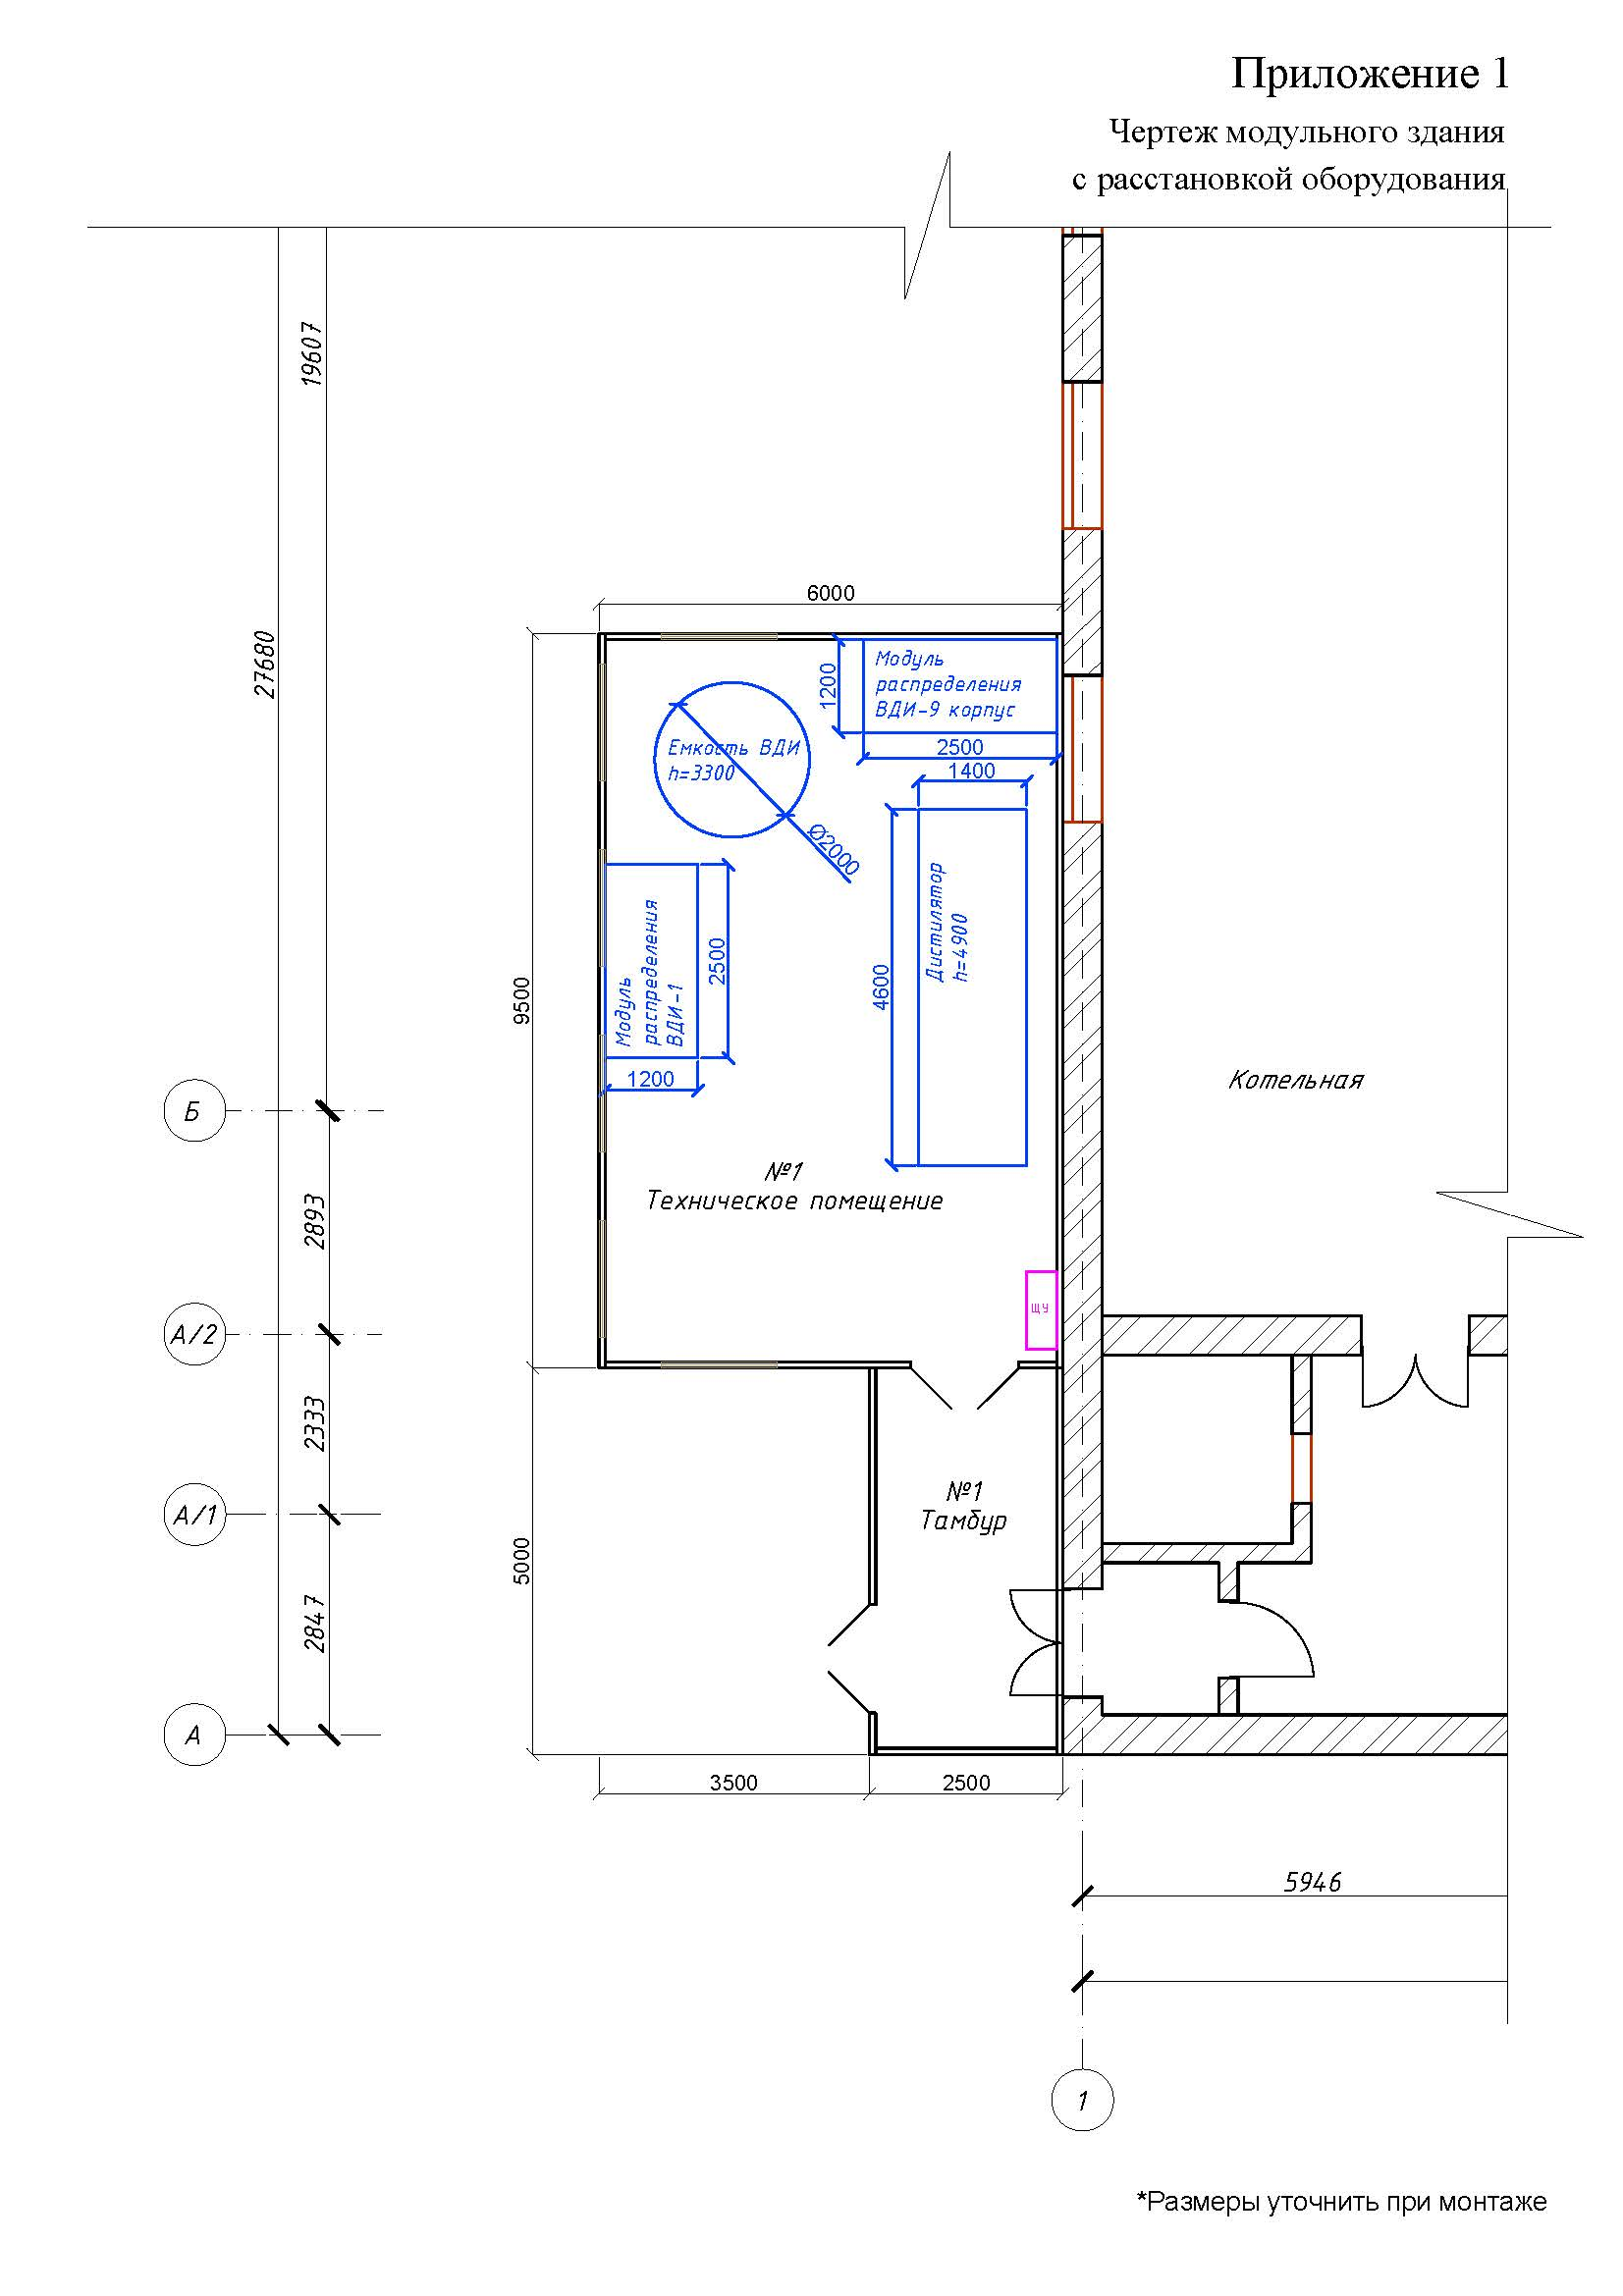 Приложение 1
Чертеж модульного здания
с расстановкой оборудования
19607
27680
6000
1200
Модуль
распределения
ВДИ-9 корпус
2500
1400
Емкость ВДИ
h=3300
Ø2000
9500
4600
Дистилятор
h=4900
Модуль
распределения
ВДИ-1
2500
1200
Котельная
Б
2893
№1
Техническое помещение
А/2
щу
2333
А/1
№1
Тамбур
5000
2847
А
3500
2500
5946
1
*Размеры уточнить при монтаже